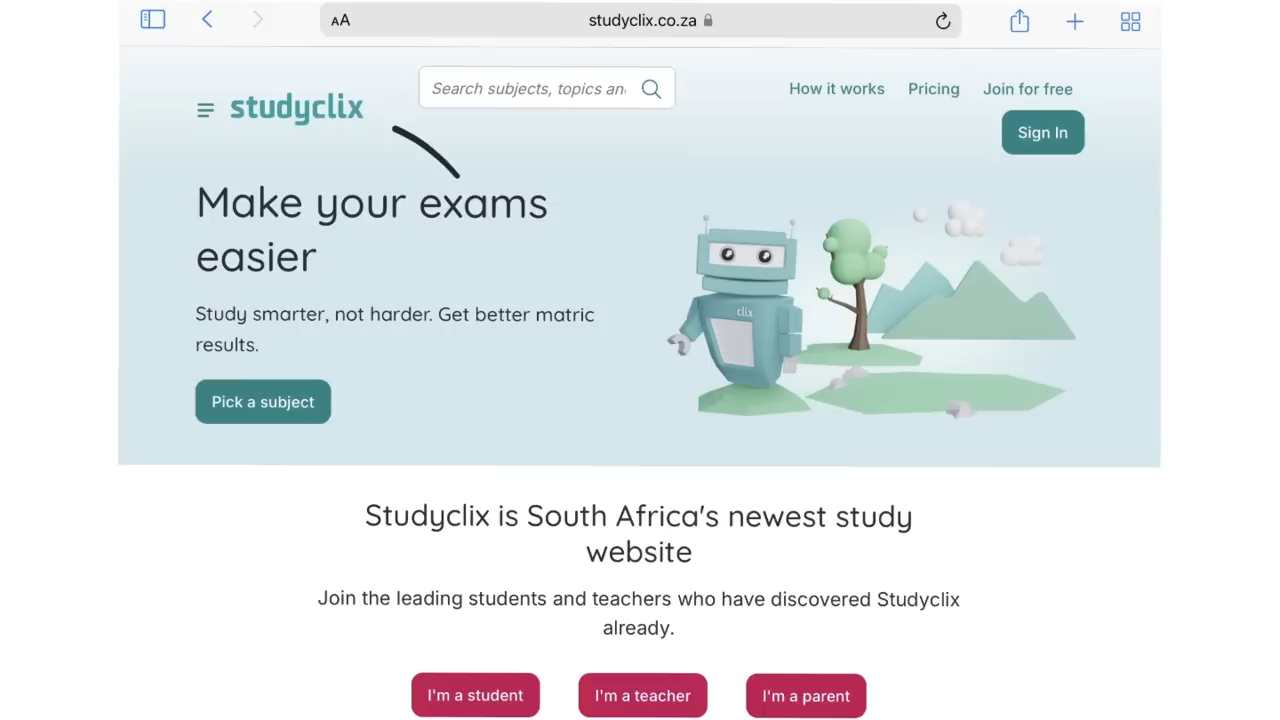 AA
studyclix.co.za
studyclix
Search subjects, topics an
How it works
Pricing
Join for free
Sign In
Make your exams
easier
Study smarter, not harder. Get better matric
results.
Pick a subject
clix
Studyclix is South Africa's newest study
website
Join the leading students and teachers who have discovered Studyclix
already.
I'm a student
I'm a teacher
I'm a parent